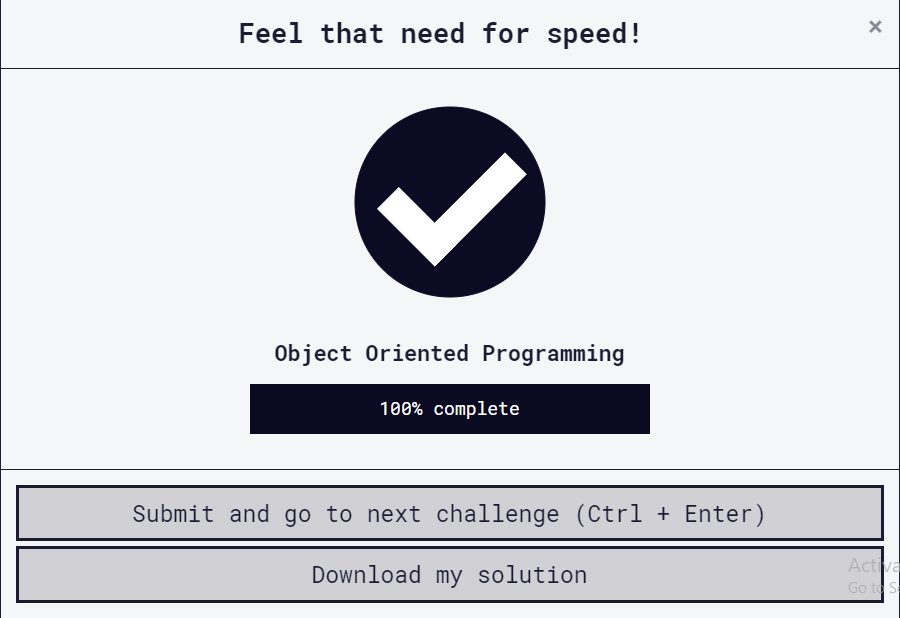 Feel that need for speed!
×
Object Oriented Programming
100% complete
Submit and go to next challenge (Ctrl + Enter)
Download my solution
Go to